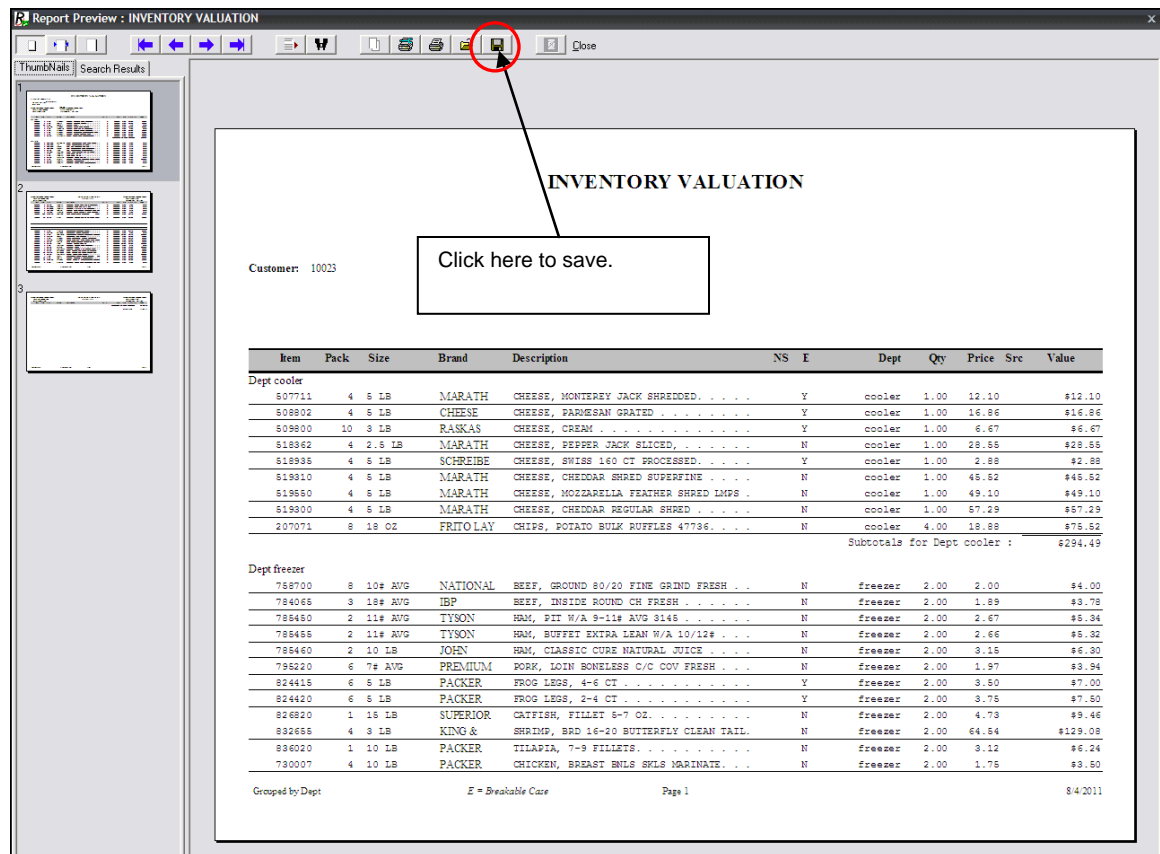 Report Preview : INVENTORY VALUATION x
Close
ThumbNails Search Results
1
2
3
INVENTORY VALUATION
Click here to save.
Customer: 10023
Item Pack Size Brand Description NS E Dept Qty Price Src Value
Dept cooler
507711 4 5 LB MARATH CHEESE, MONTEREY JACK SHREDDED. . . . . Y cooler 1.00 12.10 $12.10
508802 4 5 LB CHEESE CHEESE, PARMESAN GRATED . . . . . . . . Y cooler 1.00 16.86 $16.86
509800 10 3 LB RASKAS CHEESE, CREAM . . . . . . . . . . . . . Y cooler 1.00 6.67 $6.67
518362 4 2.5 LB MARATH CHEESE, PEPPER JACK SLICED, . . . . . . N cooler 1.00 28.55 $28.55
518935 4 5 LB SCHREIBE CHEESE, SWISS 160 CT PROCESSED. . . . . Y cooler 1.00 2.88 $2.88
519310 4 5 LB MARATH CHEESE, CHEDDAR SHRED SUPERFINE . . . . N cooler 1.00 45.52 $45.52
519550 4 5 LB MARATH CHEESE, MOZZARELLA FEATHER SHRED LMPS . N cooler 1.00 49.10 $49.10
519300 4 5 LB MARATH CHEESE, CHEDDAR REGULAR SHRED . . . . . N cooler 1.00 57.29 $57.29
207071 8 18 OZ FRITO LAY CHIPS, POTATO BULK RUFFLES 47736. . . . N cooler 4.00 18.88 $75.52
Subtotals for Dept cooler : $294.49
Dept freezer
758700 8 10# AVG NATIONAL BEEF, GROUND 80/20 FINE GRIND FRESH . . N freezer 2.00 2.00 $4.00
784065 3 18# AVG IBP BEEF, INSIDE ROUND CH FRESH . . . . . . N freezer 2.00 1.89 $3.78
785450 2 11# AVG TYSON HAM, PIT W/A 9-11# AVG 3145 . . . . . . N freezer 2.00 2.67 $5.34
785455 2 11# AVG TYSON HAM, BUFFET EXTRA LEAN W/A 10/12# . . . N freezer 2.00 2.66 $5.32
785460 2 10 LB JOHN HAM, CLASSIC CURE NATURAL JUICE . . . . N freezer 2.00 3.15 $6.30
795220 6 7# AVG PREMIUM PORK, LOIN BONELESS C/C COV FRESH . . . N freezer 2.00 1.97 $3.94
824415 6 5 LB PACKER FROG LEGS, 4-6 CT . . . . . . . . . . . Y freezer 2.00 3.50 $7.00
824420 6 5 LB PACKER FROG LEGS, 2-4 CT . . . . . . . . . . . Y freezer 2.00 3.75 $7.50
826820 1 15 LB SUPERIOR CATFISH, FILLET 5-7 OZ. . . . . . . . . N freezer 2.00 4.73 $9.46
832655 4 3 LB KING & SHRIMP, BRD 16-20 BUTTERFLY CLEAN TAIL. N freezer 2.00 64.54 $129.08
836020 1 10 LB PACKER TILAPIA, 7-9 FILLETS. . . . . . . . . . N freezer 2.00 3.12 $6.24
730007 4 10 LB PACKER CHICKEN, BREAST BNLS SKLS MARINATE. . . N freezer 2.00 1.75 $3.50
Grouped by Dept E = Breakable Case Page 1 8/4/2011